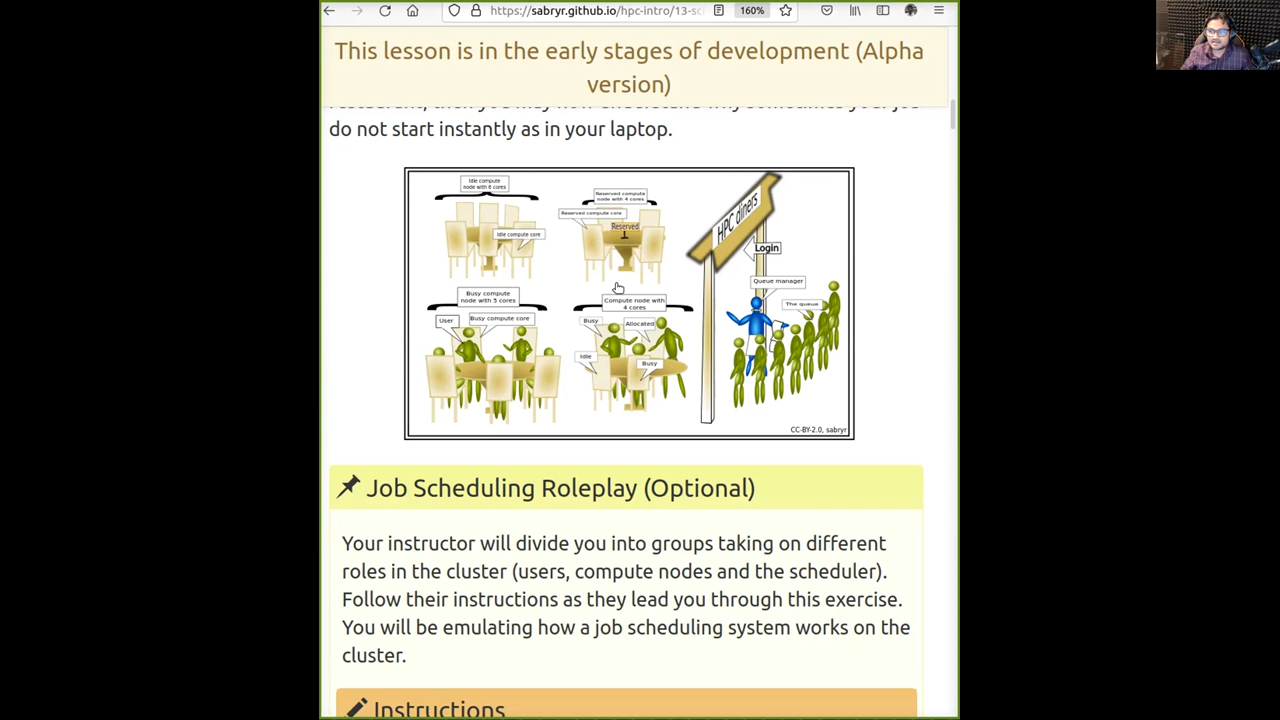 https://sabryr.github.io/hpc-intro/13-sc
160%
This lesson is in the early stages of development (Alpha
version)
do not start instantly as in your laptop.
Idle compute
node with 6 cores
Idle compute core
Reserved compute
node with 4 cores
Reserved compute core
Reserved
HPC diners
Login
Queue manager
The queue
Busy compute
node with 5 cores
User
Busy compute core
Compute node with
4 cores
Busy
Allocated
Idle
Busy
CC-BY-2.0, sabryr
Job Scheduling Roleplay (Optional)
Your instructor will divide you into groups taking on different
roles in the cluster (users, compute nodes and the scheduler).
Follow their instructions as they lead you through this exercise.
You will be emulating how a job scheduling system works on the
cluster.
Instructions